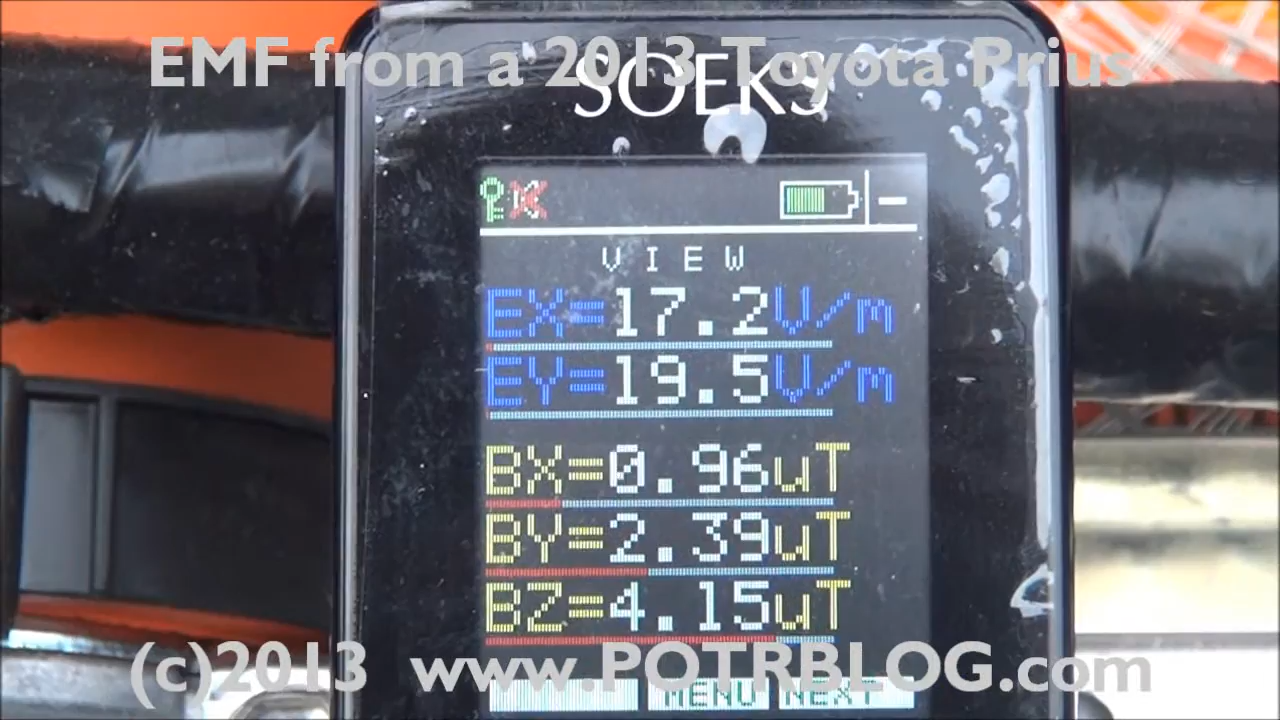 EMF from a 2013 Toyota Prius
SOEKS
VIEW
EX=17.2V/m
EY=19.5V/m
BX=0.96uT
BY=2.39uT
BZ=4.15uT
(c)2013 www.POTRBLOG.com
MENU NEXT